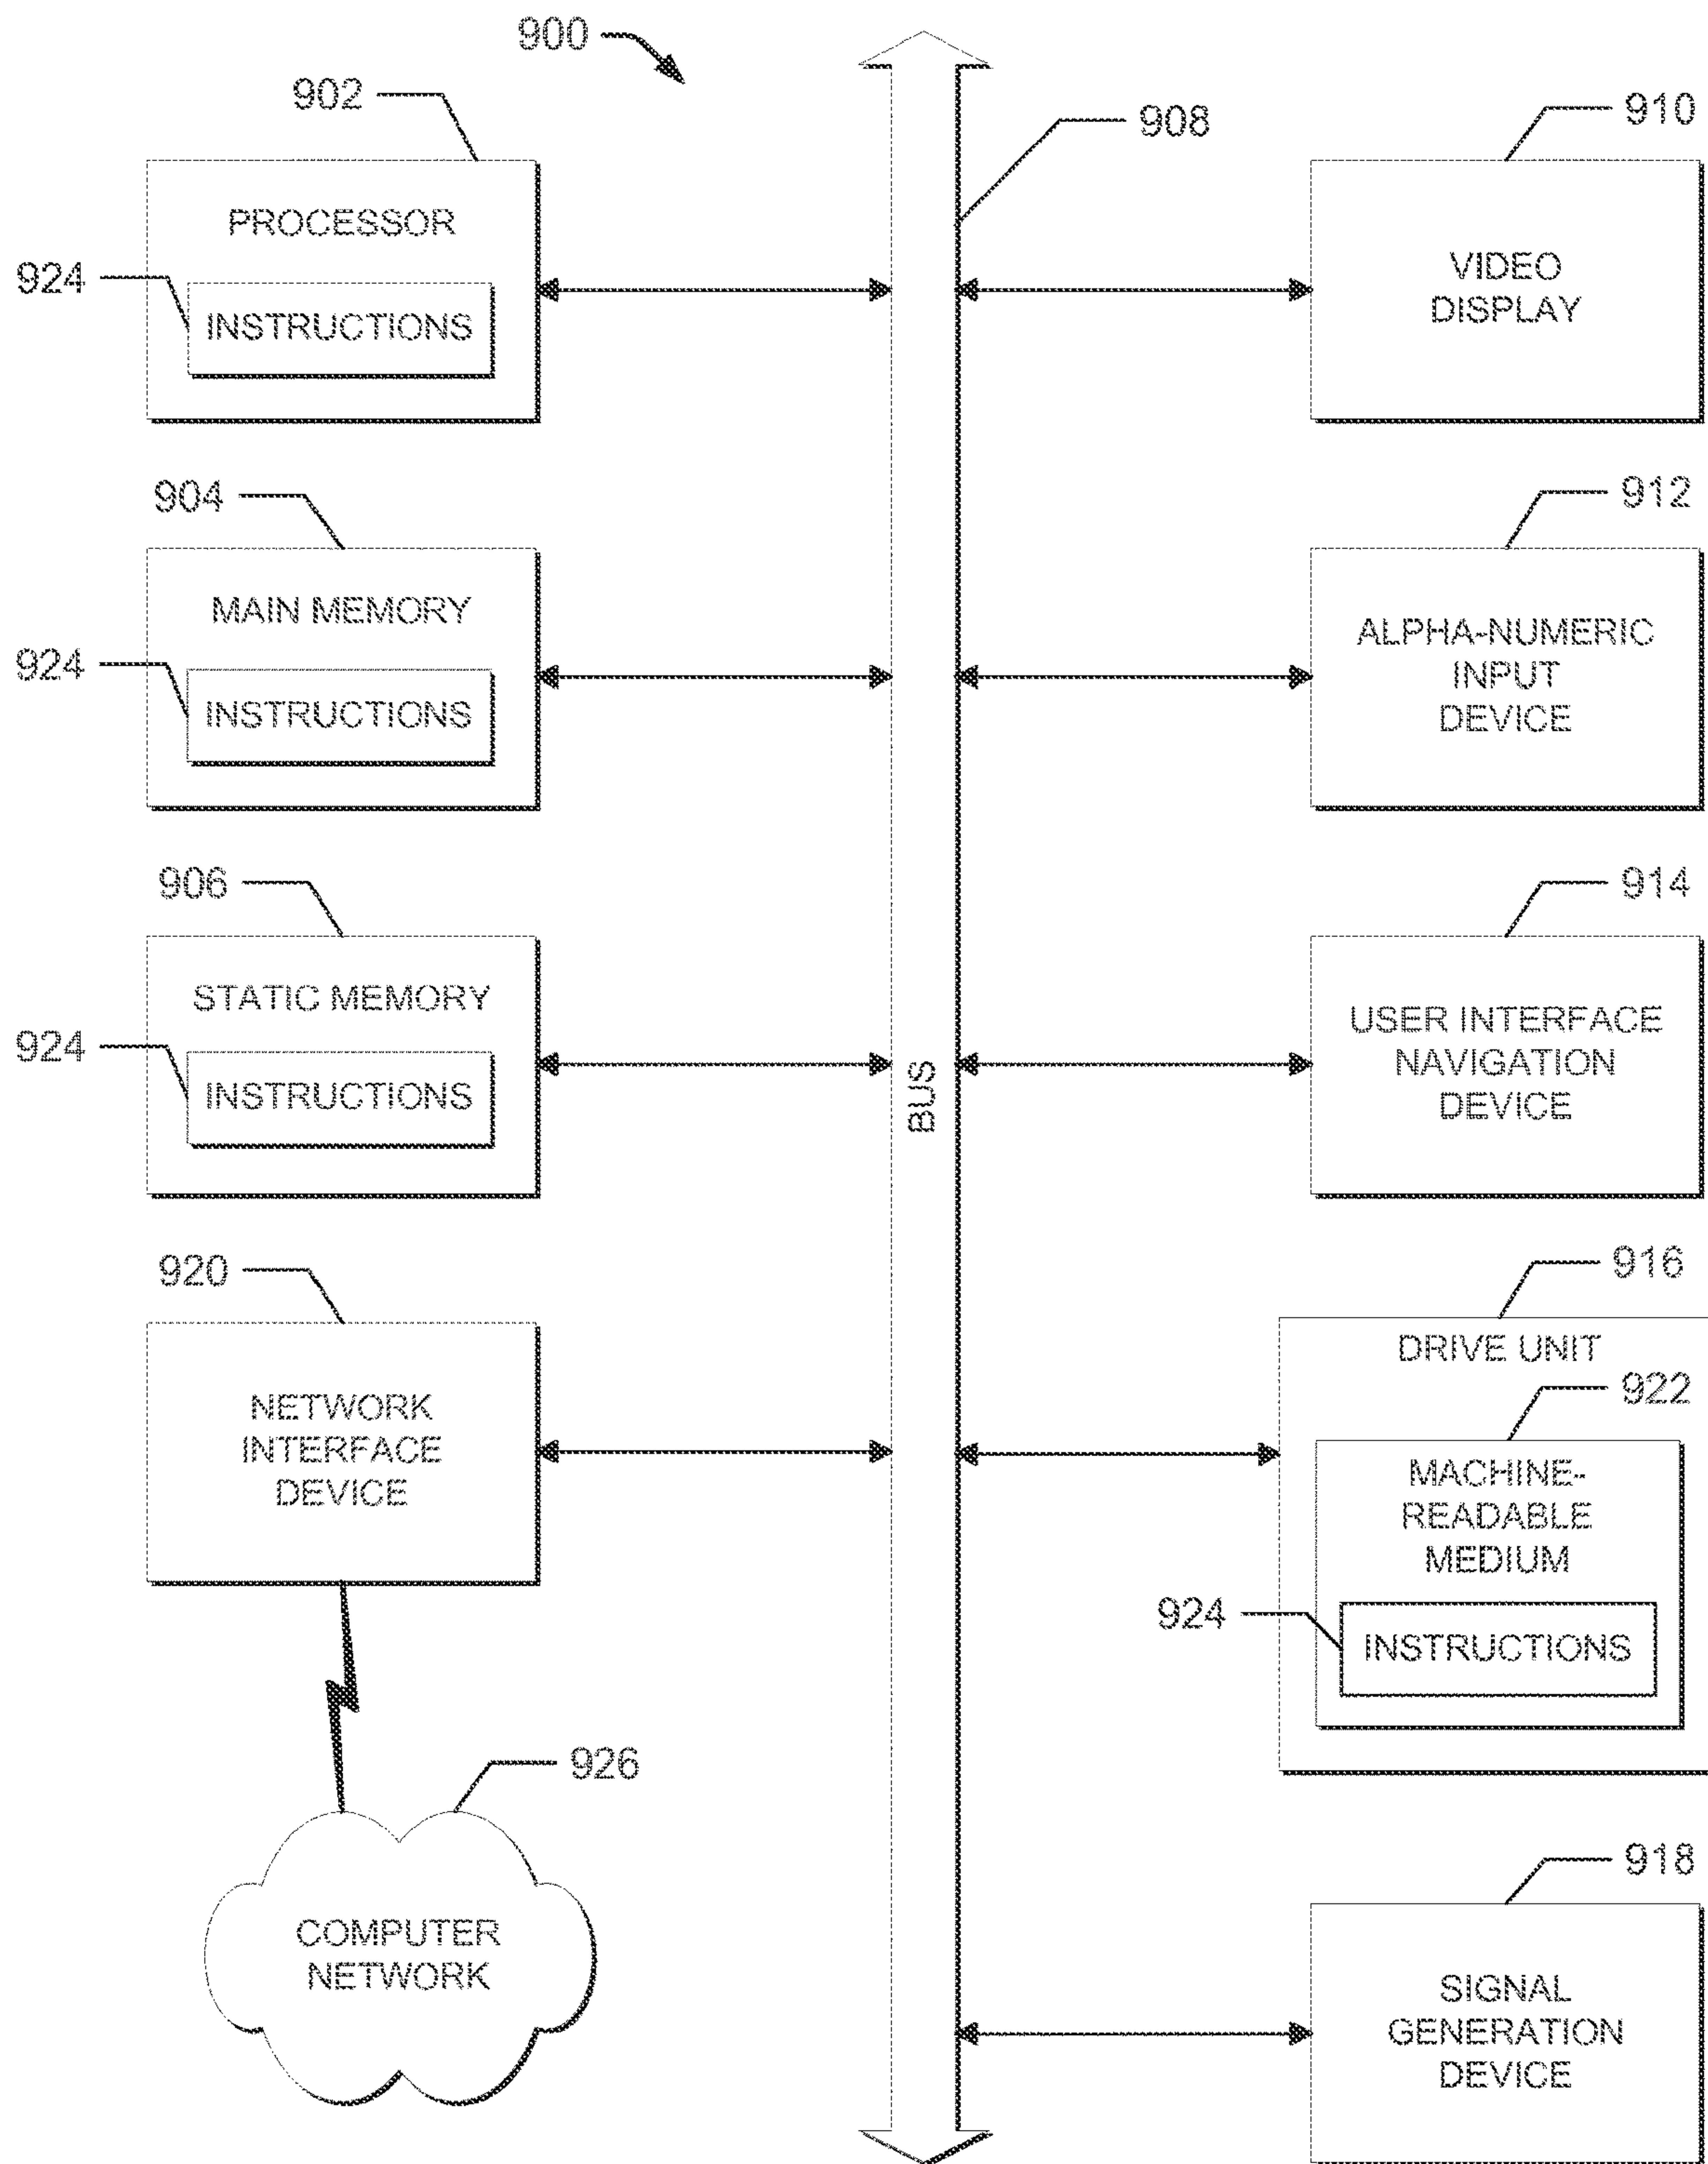 900
902
PROCESSOR
924
INSTRUCTIONS
904
MAIN MEMORY
924
INSTRUCTIONS
906
STATIC MEMORY
924
INSTRUCTIONS
920
NETWORK
INTERFACE
DEVICE
926
COMPUTER
NETWORK
908
BUS
910
VIDEO
DISPLAY
912
ALPHA-NUMERIC
INPUT
DEVICE
914
USER INTERFACE
NAVIGATION
DEVICE
916
DRIVE UNIT
922
MACHINE-
READABLE
MEDIUM
924
INSTRUCTIONS
918
SIGNAL
GENERATION
DEVICE